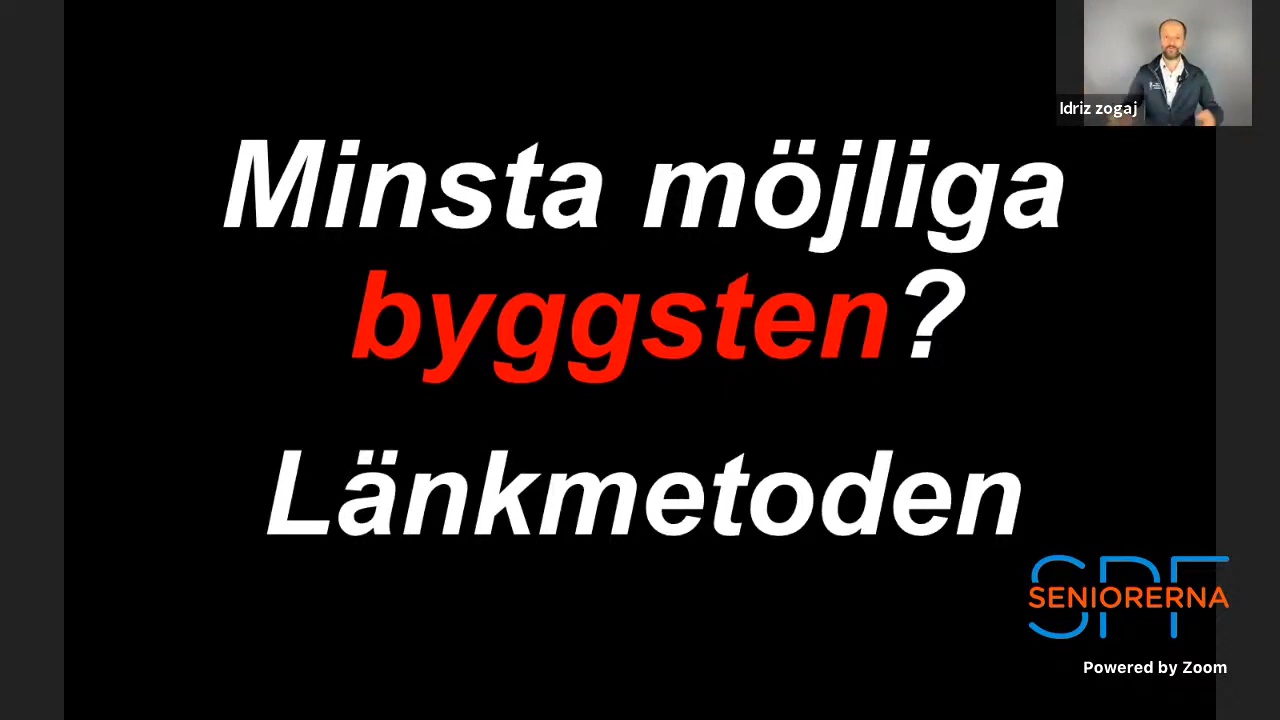 Idriz zogaj
Minsta möjliga
byggsten?
Länkmetoden
SPF
SENIORERNA
Powered by Zoom